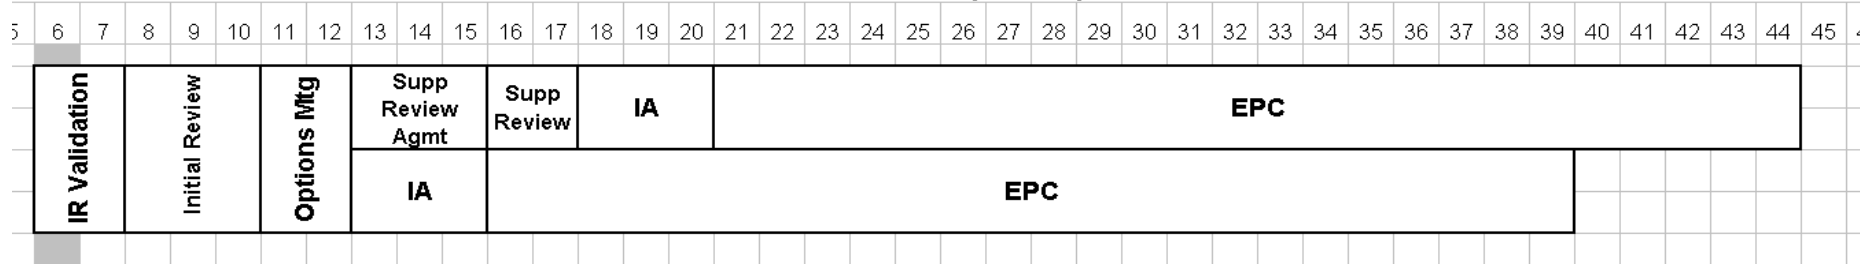 5 6 7 8 9 10 11 12 13 14 15 16 17 18 19 20 21 22 23 24 25 26 27 28 29 30 31 32 33 34 35 36 37 38 39 40 41 42 43 44 45
IR Validation
Initial Review
Options Mtg
Supp
Review
Agmt
Supp
Review
IA
EPC
IA
EPC